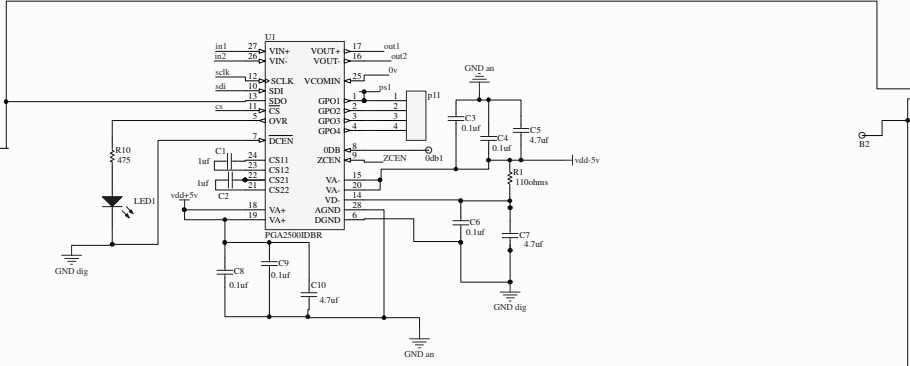 U1
in1 27 VIN+ VOUT+ 17 out1
in2 26 VIN- VOUT- 16 out2
sclk 12 SCLK VCOMIN 25 0v
sdi 10 SDI
13 SDO GPO1 1 ps1 1 p11
cs 11 CS GPO2 2 2
5 OVR GPO3 3 3
GPO4 4 4
7 DCEN
0DB 8 0db1
ZCEN 9 ZCEN
C1 1uf 24 CS11
23 CS12
1uf 22 CS21
C2 21 CS22
VA- 15
VA- 20
VD- 14
vdd+5v 18 VA+ AGND 28
19 VA+ DGND 6
PGA2500IDBR
R10
475
LED1
GND dig
C8
0.1uf
C9
0.1uf
C10
4.7uf
GND an
GND an
C3
0.1uf
C4
0.1uf
C5
4.7uf
vdd-5v
R1
110ohms
C6
0.1uf
C7
4.7uf
GND dig
B2